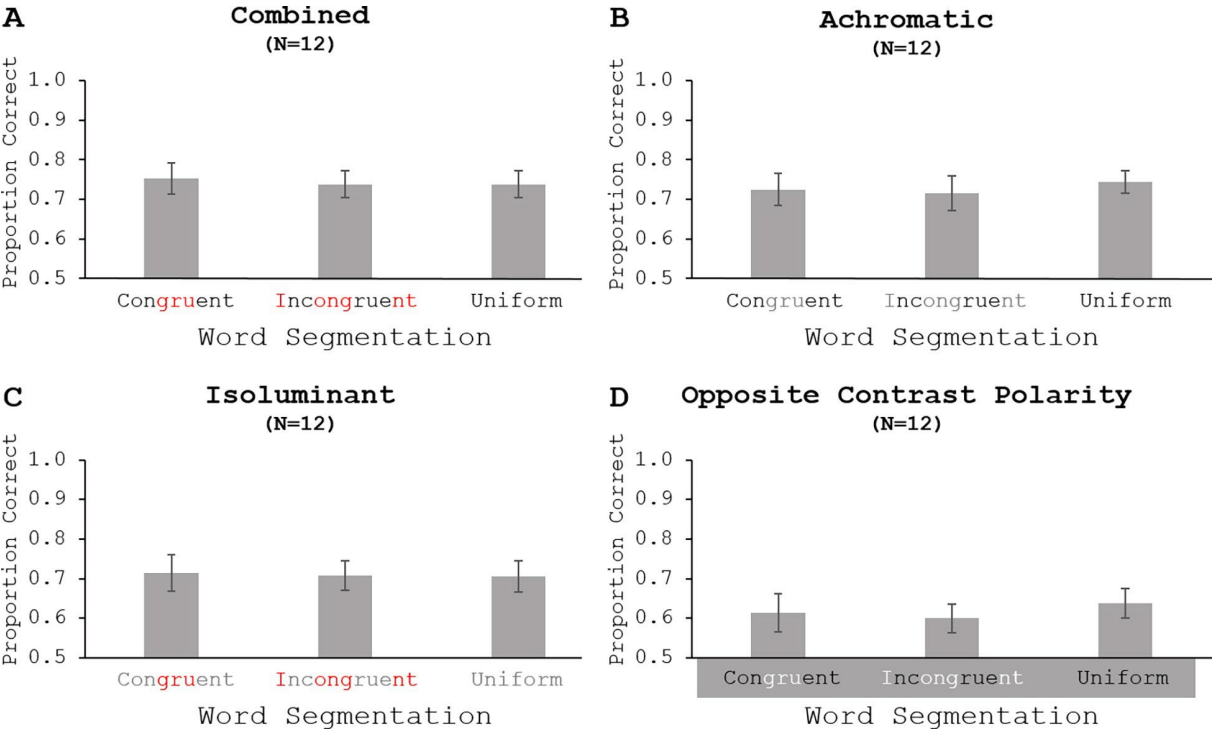 A
Combined
(N=12)
Proportion Correct
1.0
0.9
0.8
0.7
0.6
0.5
Congruent Incongruent Uniform
Word Segmentation
B
Achromatic
(N=12)
Proportion Correct
1.0
0.9
0.8
0.7
0.6
0.5
Congruent Incongruent Uniform
Word Segmentation
C
Isoluminant
(N=12)
Proportion Correct
1.0
0.9
0.8
0.7
0.6
0.5
Congruent Incongruent Uniform
Word Segmentation
D
Opposite Contrast Polarity
(N=12)
Proportion Correct
1.0
0.9
0.8
0.7
0.6
0.5
Congruent Incongruent Uniform
Word Segmentation